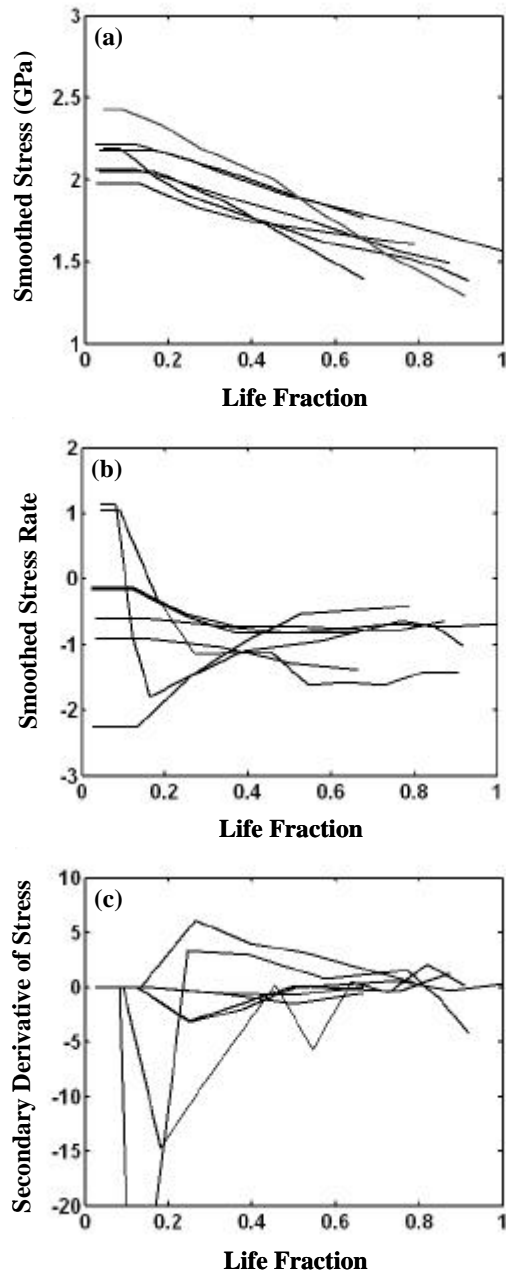 (a)
Smoothed Stress (GPa)
3
2.5
2
1.5
1
0 0.2 0.4 0.6 0.8 1
Life Fraction
(b)
Smoothed Stress Rate
2
1
0
-1
-2
-3
0 0.2 0.4 0.6 0.8 1
Life Fraction
(c)
Secondary Derivative of Stress
10
5
0
-5
-10
-15
-20
0 0.2 0.4 0.6 0.8 1
Life Fraction